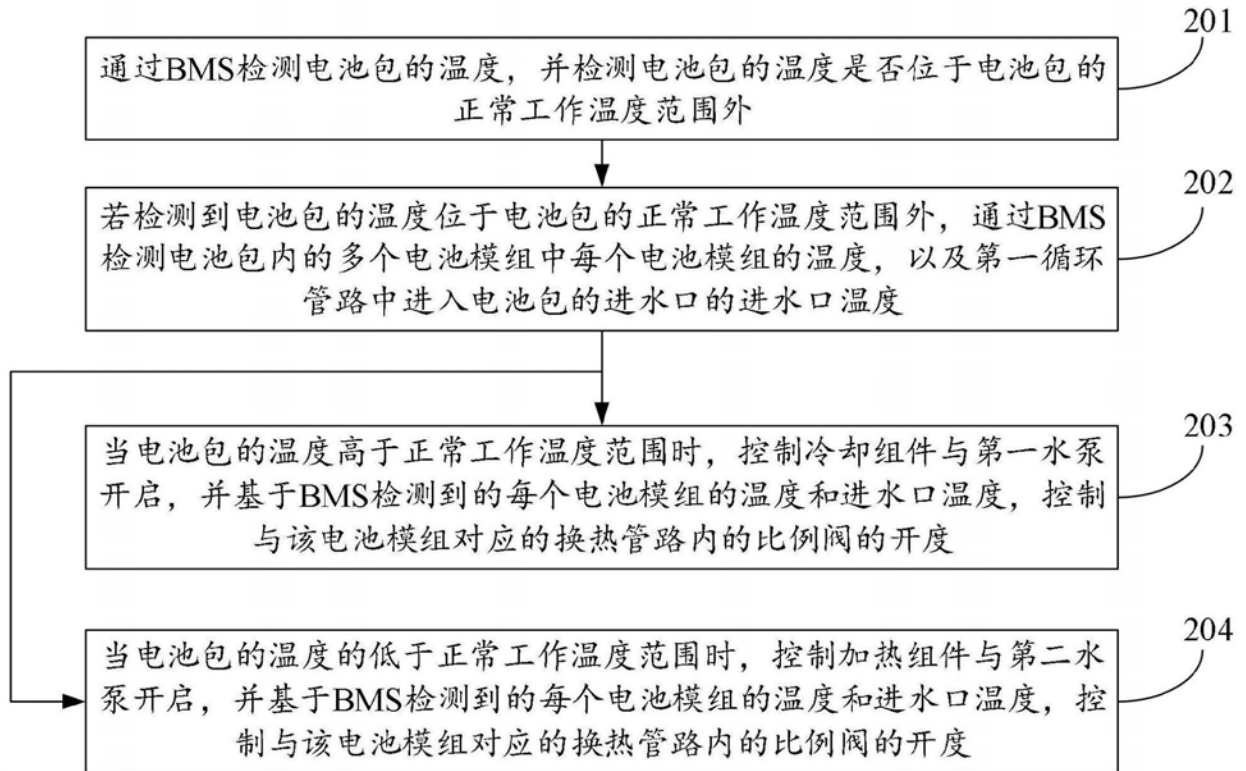 201
通过BMS检测电池包的温度，并检测电池包的温度是否位于电池包的
正常工作温度范围外
202
若检测到电池包的温度位于电池包的正常工作温度范围外，通过BMS
检测电池包内的多个电池模组中每个电池模组的温度，以及第一循环
管路中进入电池包的进水口的进水口温度
203
当电池包的温度高于正常工作温度范围时，控制冷却组件与第一水泵
开启，并基于BMS检测到的每个电池模组的温度和进水口温度，控制
与该电池模组对应的换热管路内的比例阀的开度
204
当电池包的温度的低于正常工作温度范围时，控制加热组件与第二水
泵开启，并基于BMS检测到的每个电池模组的温度和进水口温度，控
制与该电池模组对应的换热管路内的比例阀的开度